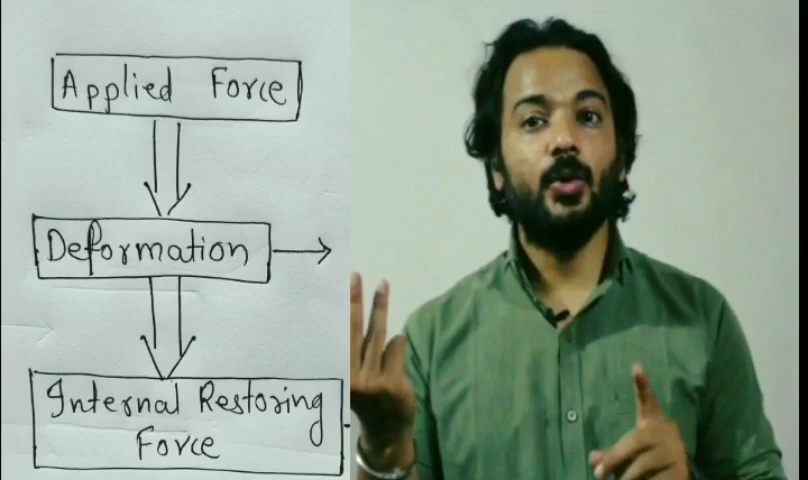 Applied Force
Deformation
Internal Restoring
Force